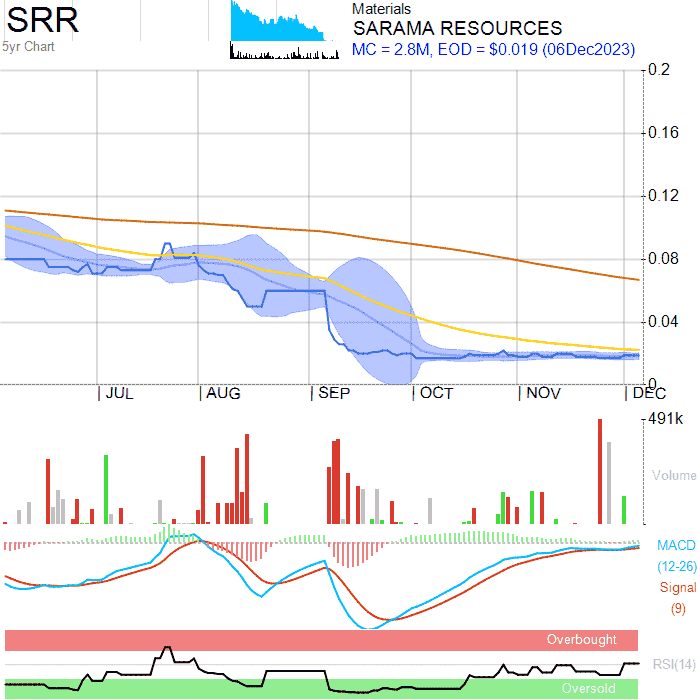 SRR
5yr Chart
Materials
SARAMA RESOURCES
MC = 2.8M, EOD = $0.019 (06Dec2023)
0.2
0.16
0.12
0.08
0.04
0
JUL AUG SEP OCT NOV DEC
491k
Volume
MACD
(12-26)
Signal
(9)
Overbought
RSI(14)
Oversold